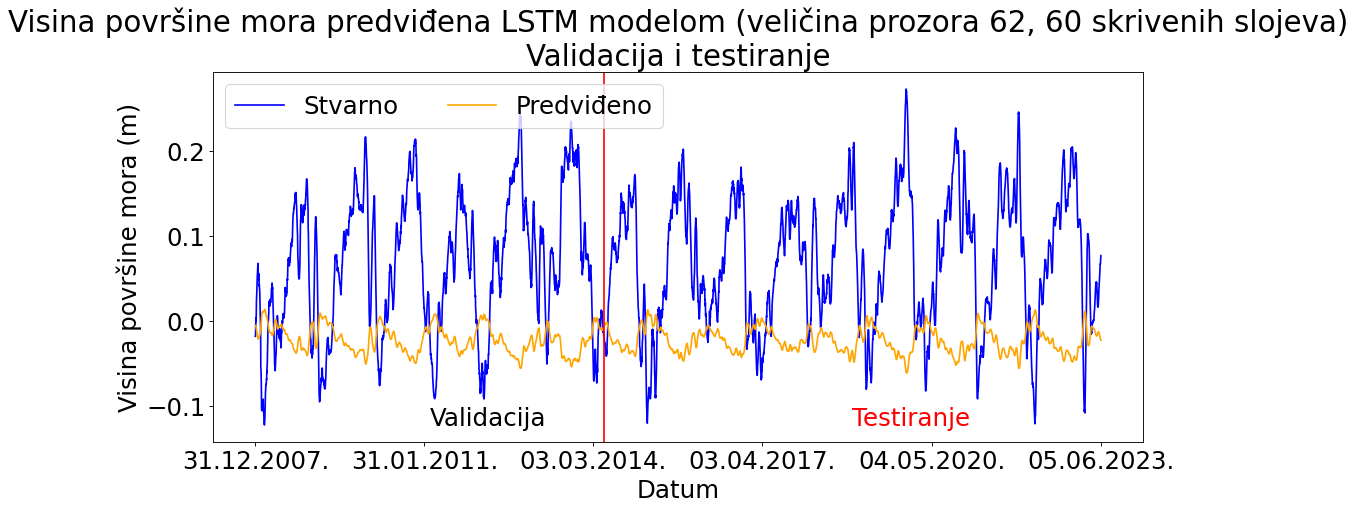 Visina površine mora predviđena LSTM modelom (veličina prozora 62, 60 skrivenih slojeva)
Validacija i testiranje
Stvarno
Predviđeno
Visina površine mora (m)
0.2
0.1
0.0
−0.1
Validacija
Testiranje
31.12.2007.
31.01.2011.
03.03.2014.
03.04.2017.
04.05.2020.
05.06.2023.
Datum